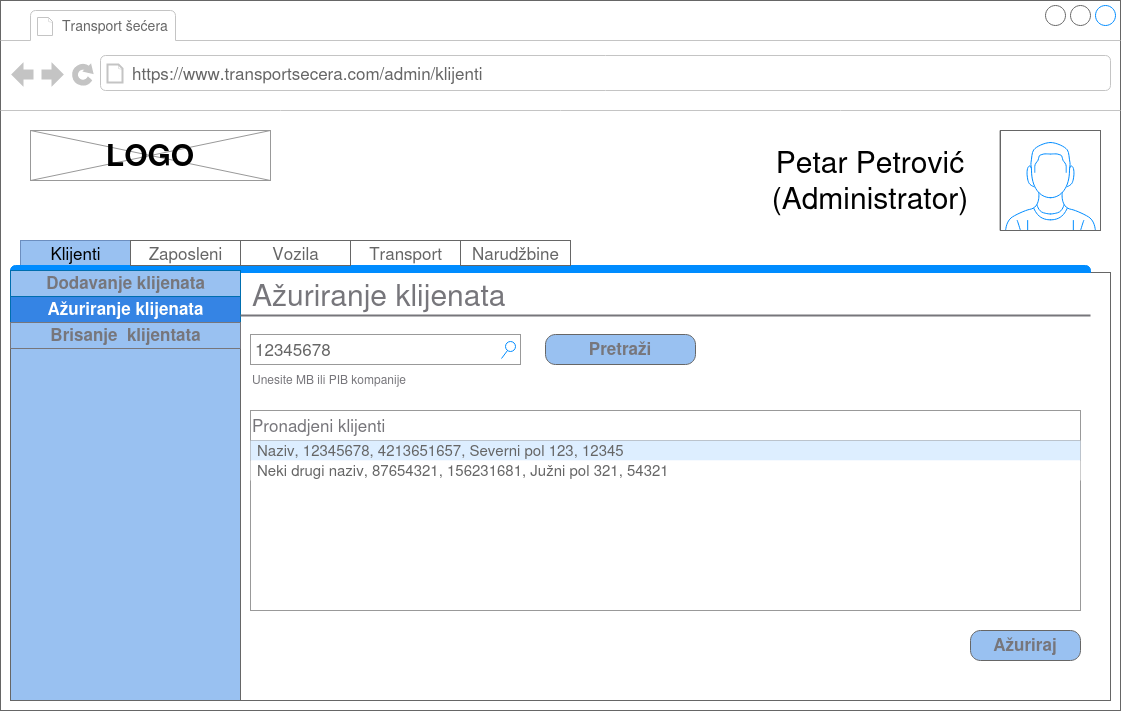 Transport šećera
https://www.transportsecera.com/admin/klijenti
LOGO
Petar Petrović
(Administrator)
Klijenti Zaposleni Vozila Transport Narudžbine
Dodavanje klijenata
Ažuriranje klijenata
Brisanje  klijentata
Ažuriranje klijenata
12345678
Pretraži
Unesite MB ili PIB kompanije
Pronadjeni klijenti
Naziv, 12345678, 4213651657, Severni pol 123, 12345
Neki drugi naziv, 87654321, 156231681, Južni pol 321, 54321
Ažuriraj